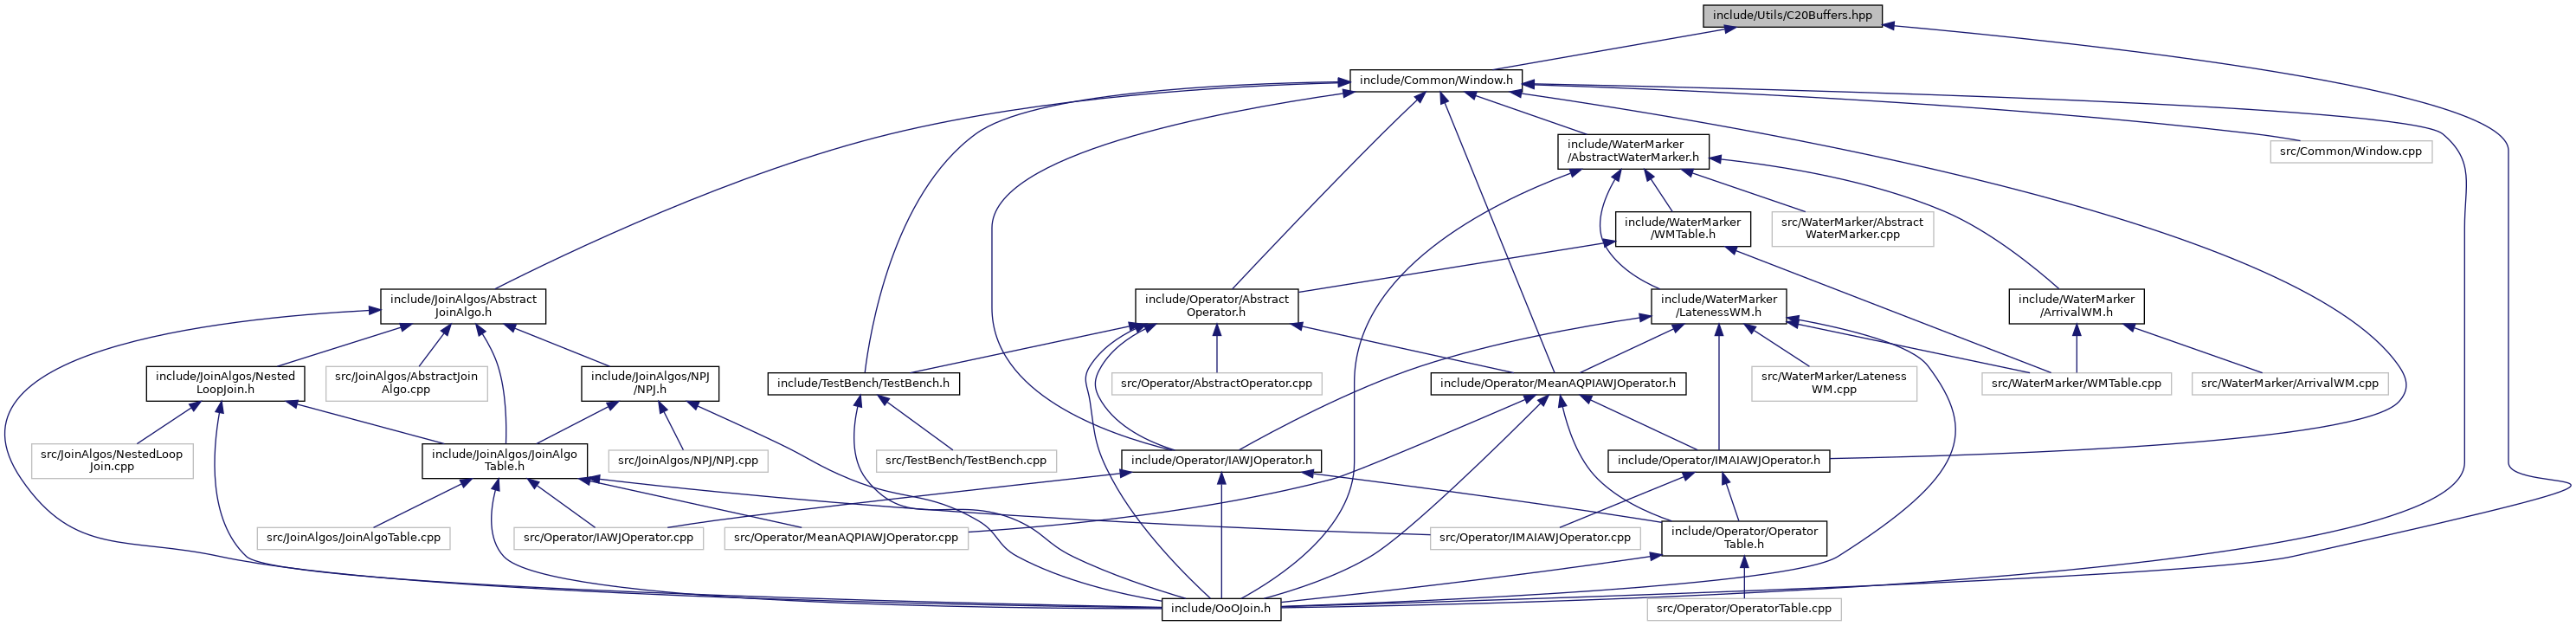 include/Utils/C20Buffers.hpp
include/Common/Window.h
include/WaterMarker
/AbstractWaterMarker.h
src/Common/Window.cpp
include/WaterMarker
/WMTable.h
src/WaterMarker/Abstract
WaterMarker.cpp
include/JoinAlgos/Abstract
JoinAlgo.h
include/Operator/Abstract
Operator.h
include/WaterMarker
/LatenessWM.h
include/WaterMarker
/ArrivalWM.h
include/JoinAlgos/Nested
LoopJoin.h
src/JoinAlgos/AbstractJoin
Algo.cpp
include/JoinAlgos/NPJ
/NPJ.h
include/TestBench/TestBench.h
src/Operator/AbstractOperator.cpp
include/Operator/MeanAQPIAWJOperator.h
src/WaterMarker/Lateness
WM.cpp
src/WaterMarker/WMTable.cpp
src/WaterMarker/ArrivalWM.cpp
src/JoinAlgos/NestedLoop
Join.cpp
include/JoinAlgos/JoinAlgo
Table.h
src/JoinAlgos/NPJ/NPJ.cpp
src/TestBench/TestBench.cpp
include/Operator/IAWJOperator.h
include/Operator/IMAIAWJOperator.h
src/JoinAlgos/JoinAlgoTable.cpp
src/Operator/IAWJOperator.cpp
src/Operator/MeanAQPIAWJOperator.cpp
src/Operator/IMAIAWJOperator.cpp
include/Operator/Operator
Table.h
include/OoOJoin.h
src/Operator/OperatorTable.cpp